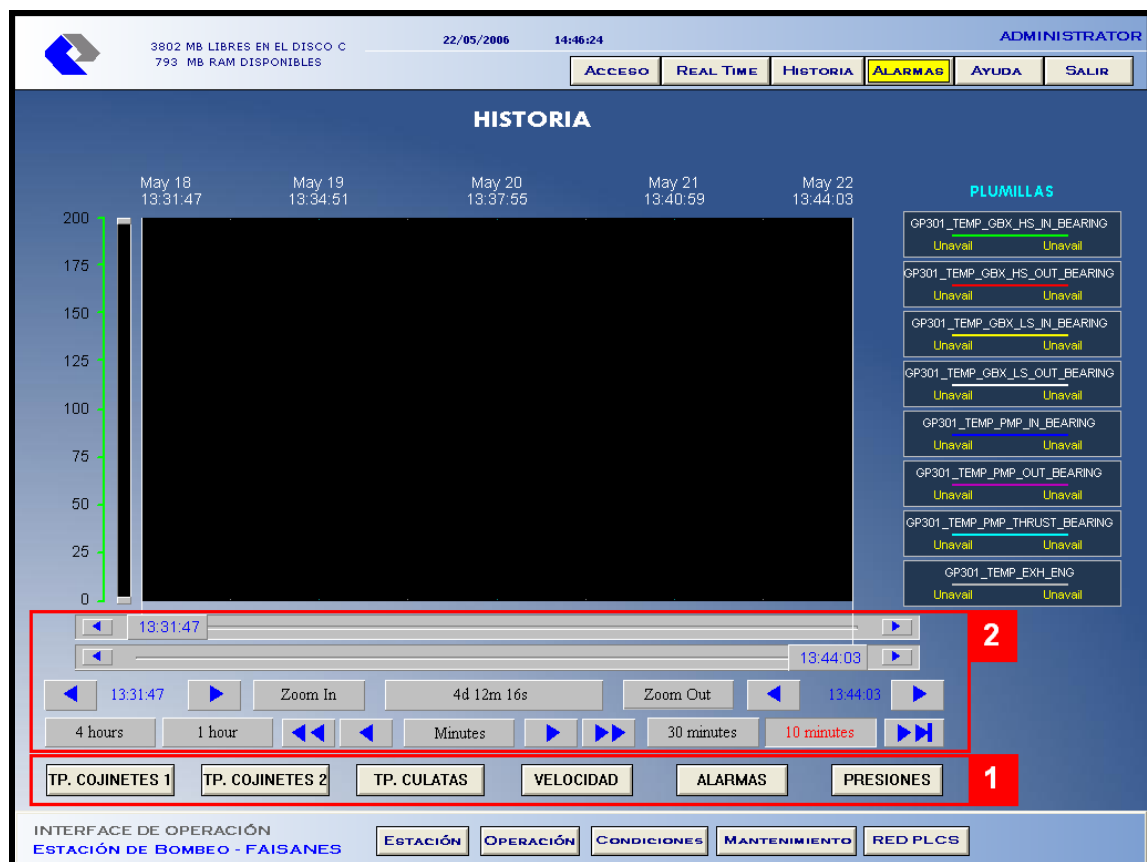 3802 MB LIBRES EN EL DISCO C
793 MB RAM DISPONIBLES
22/05/2006 14:46:24
ADMINISTRATOR
ACCESO REAL TIME HISTORIA ALARMAS AYUDA SALIR
HISTORIA
May 18 May 19 May 20 May 21 May 22
13:31:47 13:34:51 13:37:55 13:40:59 13:44:03
PLUMILLAS
200
175
150
125
100
75
50
25
0
GP301_TEMP_GBX_HS_IN_BEARING
Unavail Unavail
GP301_TEMP_GBX_HS_OUT_BEARING
Unavail Unavail
GP301_TEMP_GBX_LS_IN_BEARING
Unavail Unavail
GP301_TEMP_GBX_LS_OUT_BEARING
Unavail Unavail
GP301_TEMP_PMP_IN_BEARING
Unavail Unavail
GP301_TEMP_PMP_OUT_BEARING
Unavail Unavail
GP301_TEMP_PMP_THRUST_BEARING
Unavail Unavail
GP301_TEMP_EXH_ENG
Unavail Unavail
13:31:47
2
13:44:03
13:31:47 Zoom In 4d 12m 16s Zoom Out 13:44:03
4 hours 1 hour Minutes 30 minutes 10 minutes
TP. COJINETES 1 TP. COJINETES 2 TP. CULATAS VELOCIDAD ALARMAS PRESIONES 1
INTERFACE DE OPERACIÓN
ESTACIÓN DE BOMBEO - FAISANES
ESTACIÓN OPERACIÓN CONDICIONES MANTENIMIENTO RED PLCS